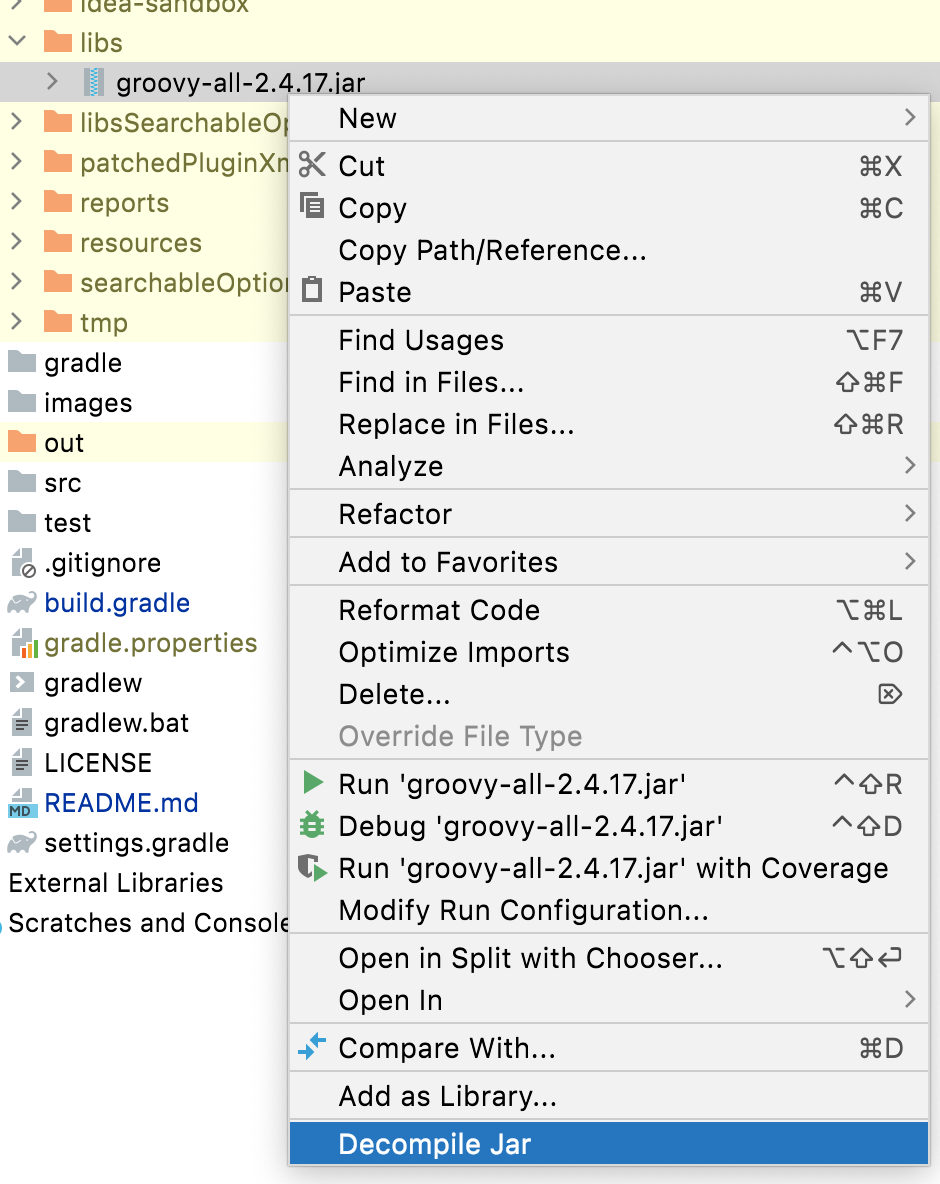 idea-sandbox
libs
groovy-all-2.4.17.jar
libsSearchableOp
patchedPluginXm
reports
resources
searchableOption
tmp
gradle
images
out
src
test
.gitignore
build.gradle
gradle.properties
gradlew
gradlew.bat
LICENSE
MD README.md
settings.gradle
External Libraries
Scratches and Console
New
Cut ⌘X
Copy ⌘C
Copy Path/Reference...
Paste ⌘V
Find Usages ⌥F7
Find in Files... ⇧⌘F
Replace in Files... ⇧⌘R
Analyze
Refactor
Add to Favorites
Reformat Code ⌥⌘L
Optimize Imports ^⌥O
Delete... ⌦
Override File Type
Run 'groovy-all-2.4.17.jar' ^⇧R
Debug 'groovy-all-2.4.17.jar' ^⇧D
Run 'groovy-all-2.4.17.jar' with Coverage
Modify Run Configuration...
Open in Split with Chooser... ⌥⇧⏎
Open In
Compare With... ⌘D
Add as Library...
Decompile Jar